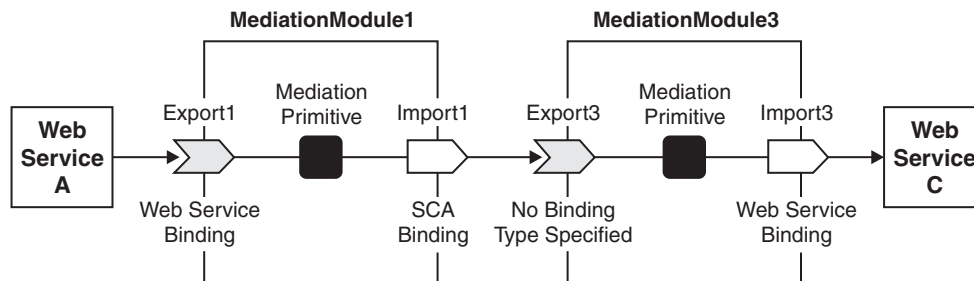 MediationModule1
MediationModule3
Export1
Mediation
Primitive
Import1
Export3
Mediation
Primitive
Import3
Web
Service
A
Web
Service
C
Web Service
Binding
SCA
Binding
No Binding
Type Specified
Web Service
Binding